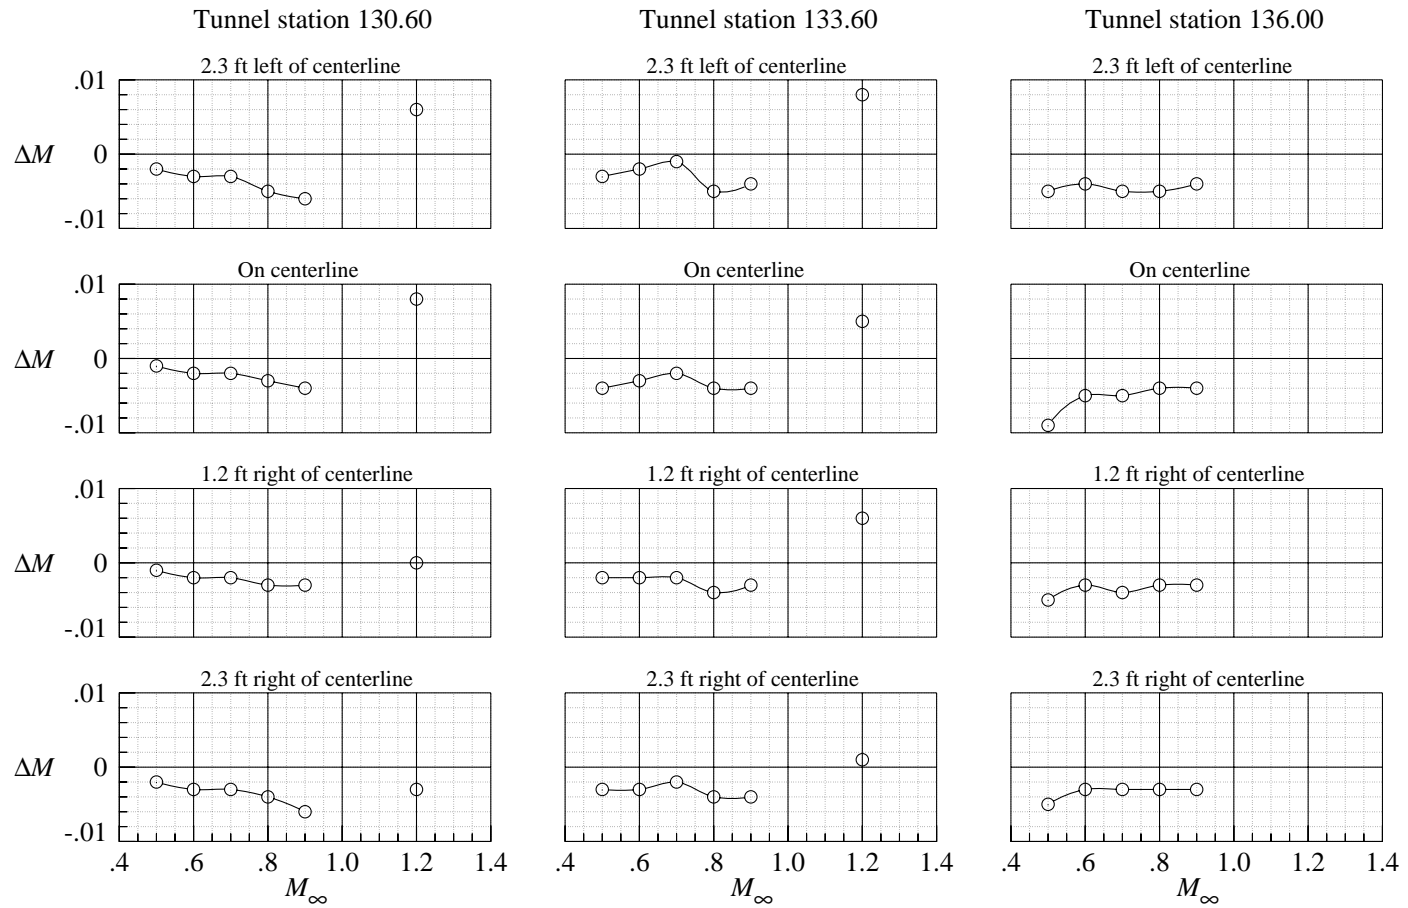 Tunnel station 130.60 Tunnel station 133.60 Tunnel station 136.00
2.3 ft left of centerline 2.3 ft left of centerline 2.3 ft left of centerline
.01
ΔM 0
-.01
On centerline On centerline On centerline
.01
ΔM 0
-.01
1.2 ft right of centerline 1.2 ft right of centerline 1.2 ft right of centerline
.01
ΔM 0
-.01
2.3 ft right of centerline 2.3 ft right of centerline 2.3 ft right of centerline
.01
ΔM 0
-.01
.4 .6 .8 1.0 1.2 1.4 .4 .6 .8 1.0 1.2 1.4 .4 .6 .8 1.0 1.2 1.4
M∞ M∞ M∞